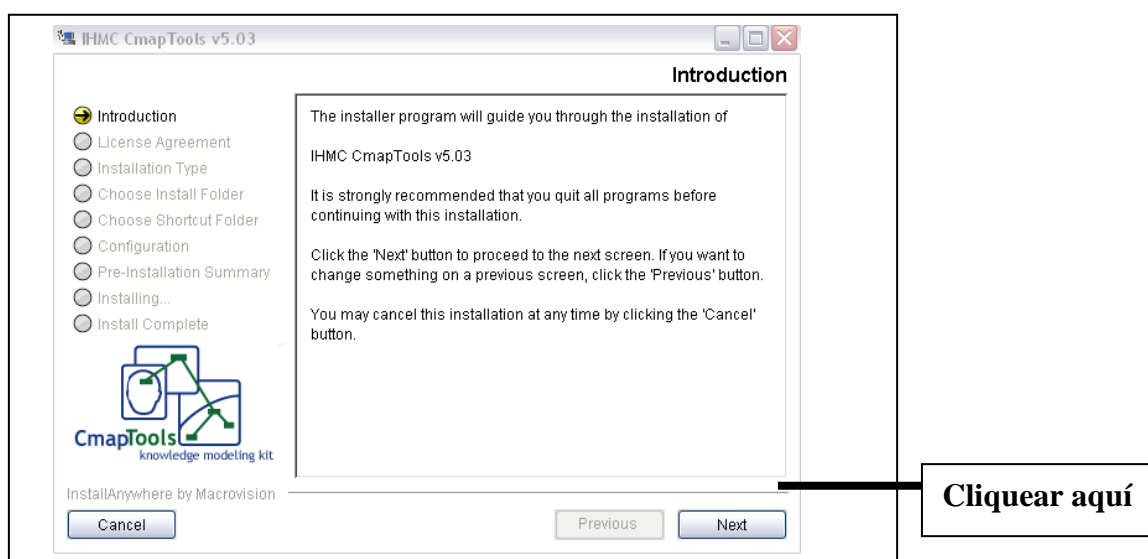 IHMC CmapTools v5.03
Introduction
Introduction
License Agreement
Installation Type
Choose Install Folder
Choose Shortcut Folder
Configuration
Pre-Installation Summary
Installing...
Install Complete
The installer program will guide you through the installation of
IHMC CmapTools v5.03
It is strongly recommended that you quit all programs before
continuing with this installation.
Click the 'Next' button to proceed to the next screen. If you want to
change something on a previous screen, click the 'Previous' button.
You may cancel this installation at any time by clicking the 'Cancel'
button.
CmapTools
knowledge modeling kit
InstallAnywhere by Macrovision
Cancel
Previous
Next
Cliquear aquí